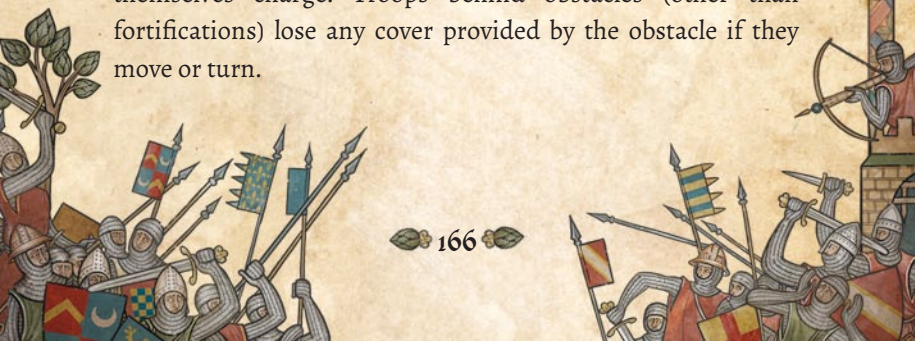 themselves charge. Troops behind obstacles (other than
fortifications) lose any cover provided by the obstacle if they
move or turn.
166